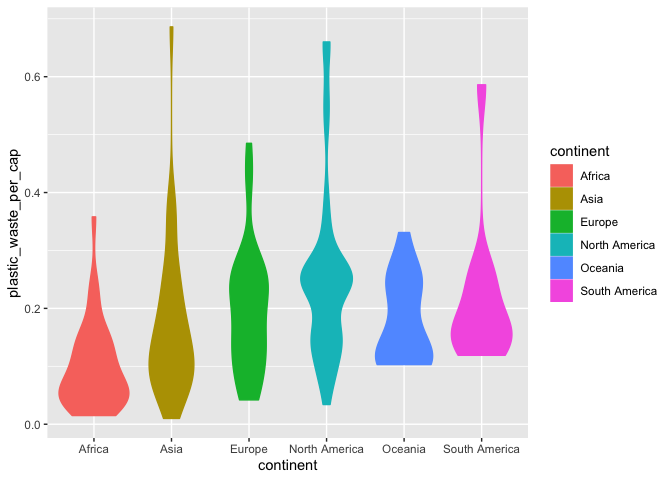 plastic_waste_per_cap
0.6
0.4
0.2
0.0
Africa
Asia
Europe
North America
Oceania
South America
continent
continent
Africa
Asia
Europe
North America
Oceania
South America